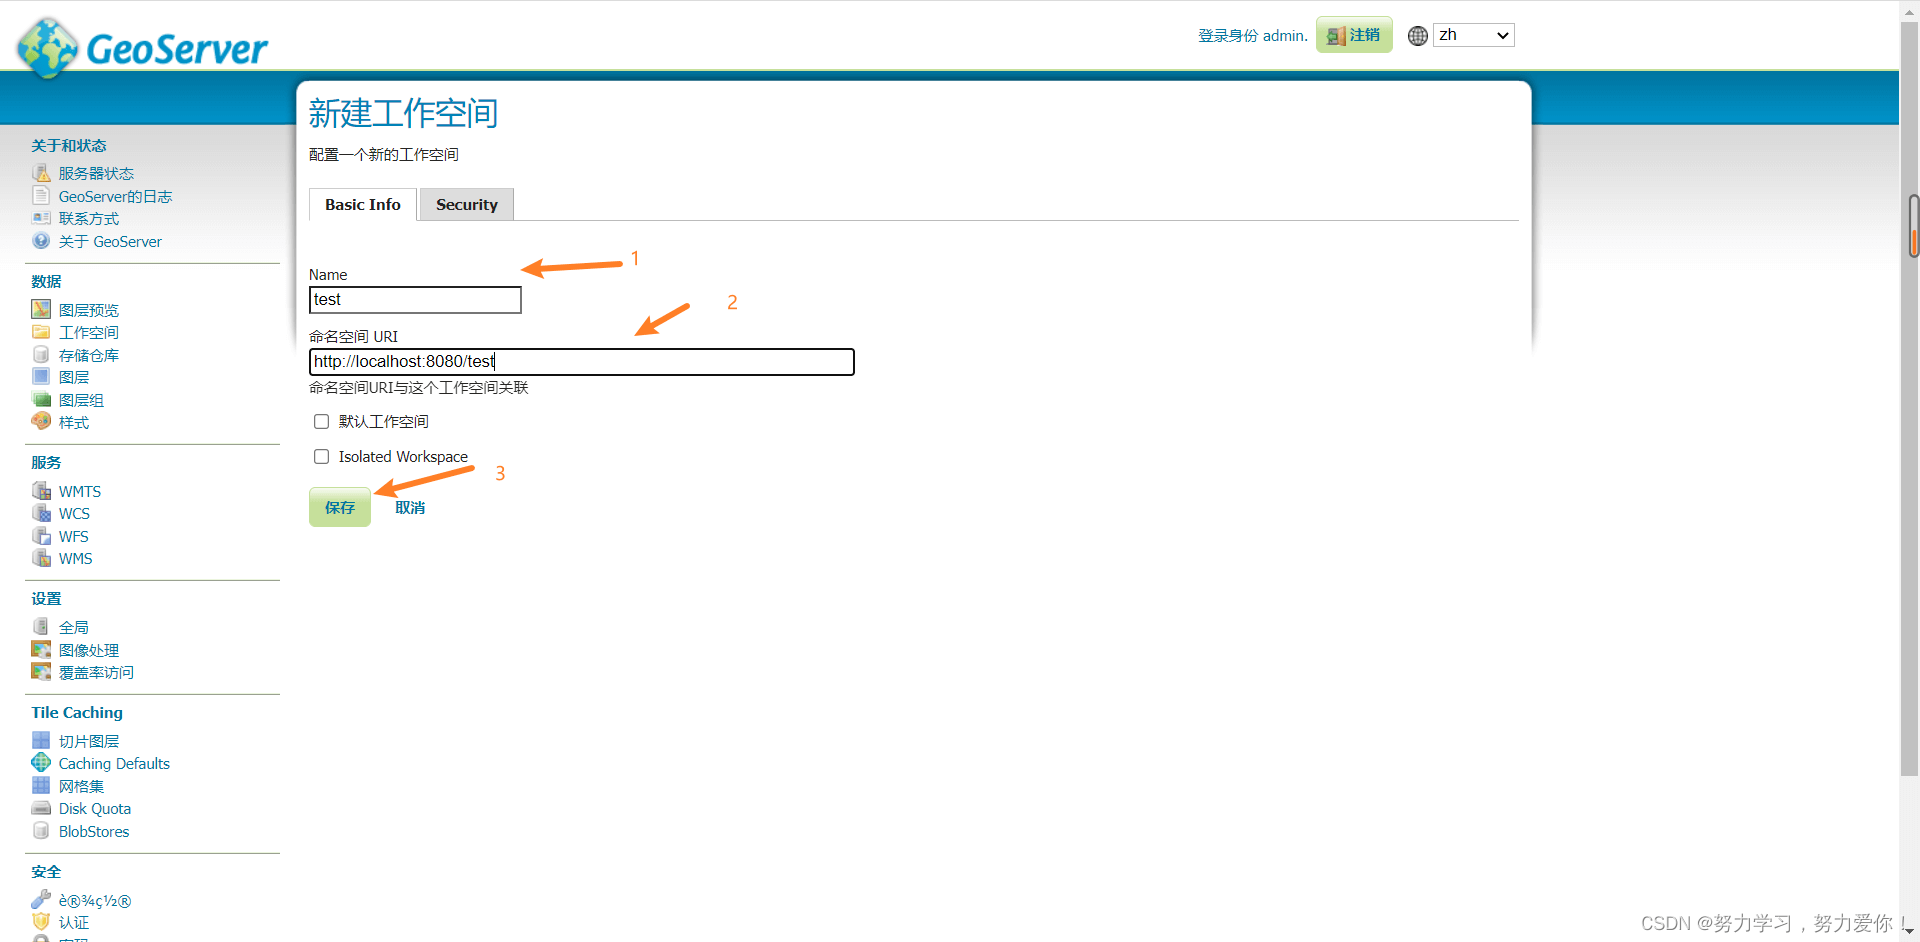 GeoServer
登录身份 admin.
注销
zh
新建工作空间
配置一个新的工作空间
Basic Info
Security
1
Name
test
2
命名空间 URI
http://localhost:8080/test
命名空间URI与这个工作空间关联
默认工作空间
Isolated Workspace
3
保存
取消
关于和状态
服务器状态
GeoServer的日志
联系方式
关于 GeoServer
数据
图层预览
工作空间
存储仓库
图层
图层组
样式
服务
WMTS
WCS
WFS
WMS
设置
全局
图像处理
覆盖率访问
Tile Caching
切片图层
Caching Defaults
网格集
Disk Quota
BlobStores
安全
è®¾ç½®
认证
CSDN @努力学习，努力爱你！